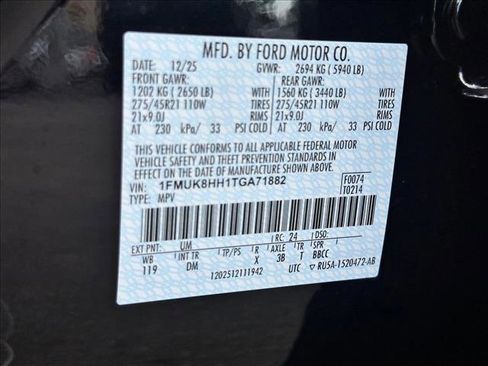 MFD. BY FORD MOTOR CO.
DATE: 12/25 GVWR: 2694 KG ( 5940 LB)
FRONT GAWR: REAR GAWR:
1202 KG ( 2650 LB) WITH 1560 KG ( 3440 LB) WITH
275/45R21 110W TIRES 275/45R21 110W TIRES
21x9.0J RIMS 21x9.0J RIMS
AT 230 kPa/ 33 PSI COLD AT 230 kPa/ 33 PSI COLD
THIS VEHICLE CONFORMS TO ALL APPLICABLE FEDERAL MOTOR
VEHICLE SAFETY AND THEFT PREVENTION STANDARDS IN EFFECT ON
THE DATE OF MANUFACTURE SHOWN ABOVE.
VIN: 1FMUK8HH1TGA71882 F0074
TYPE: MPV T0214
EXT PNT: UM RC: 24 DSO:
WB INT TR TP/PS R AXLE TR SPR
119 DM X 3B T BBCC
1202512111942 UTC ▽ RU5A-1520472-AB